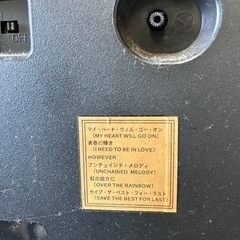 OFF
マイ・ハート・ウィル・ゴー・オン
(MY HEART WILL GO ON)
青春の輝き
(I NEED TO BE IN LOVE)
HOWEVER
アンチェインド・メロディ
(UNCHAINED MELODY)
虹の彼方に
(OVER THE RAINBOW)
セイヴ・ザ・ベスト・フォー・ラスト
(SAVE THE BEST FOR LAST)